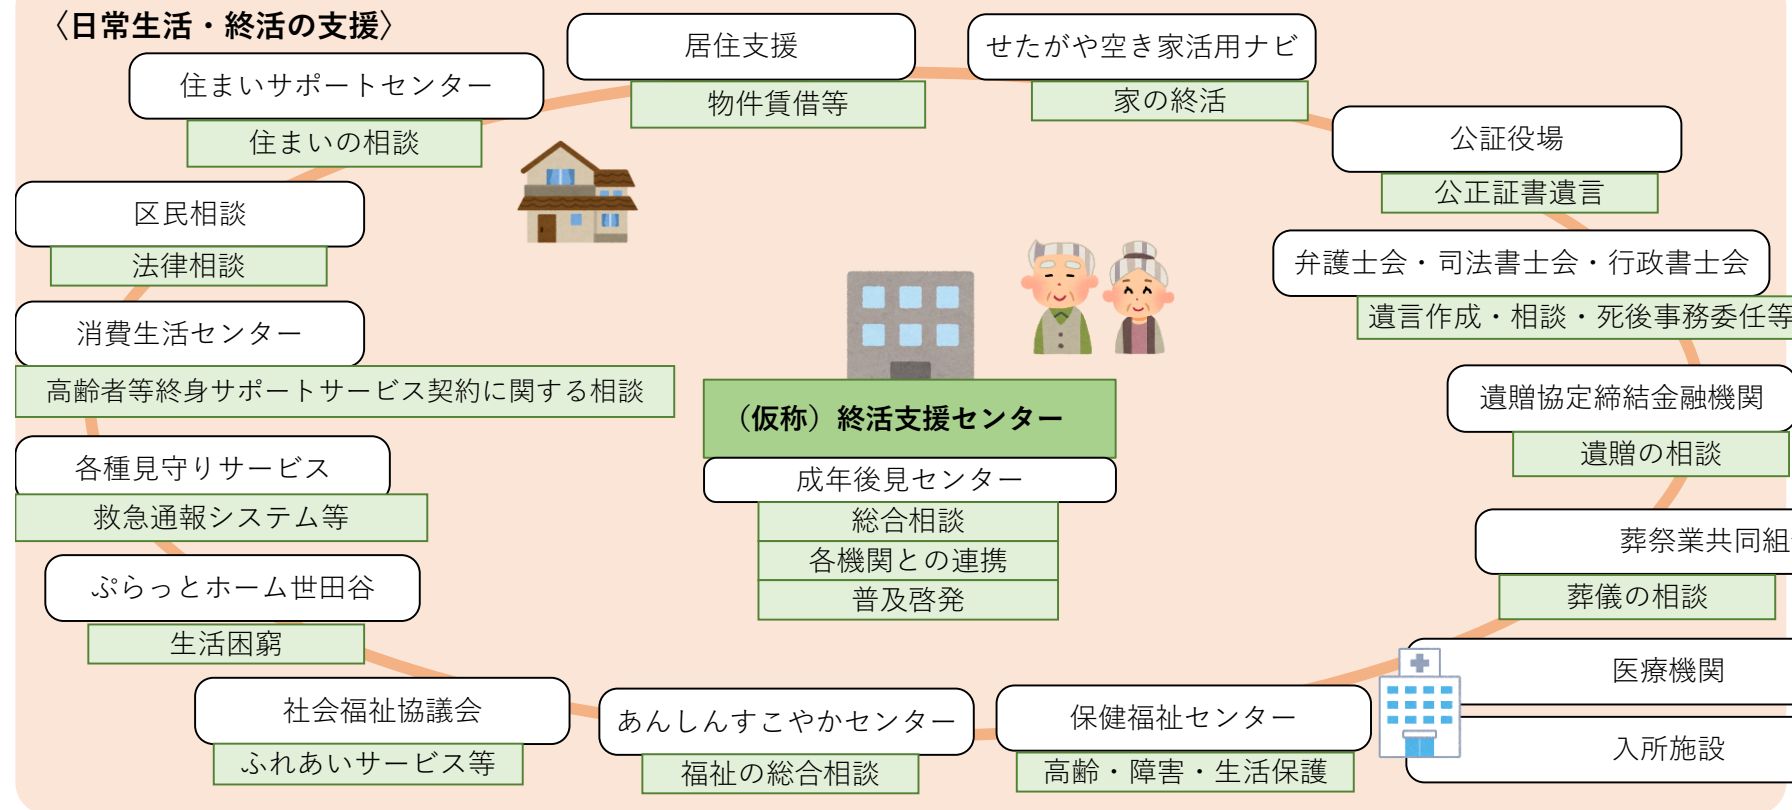 〈日常生活・終活の支援〉
居住支援
物件賃借等
せたがや空き家活用ナビ
家の終活
住まいサポートセンター
住まいの相談
公証役場
公正証書遺言
区民相談
法律相談
弁護士会・司法書士会・行政書士会
遺言作成・相談・死後事務委任等
消費生活センター
高齢者等終身サポートサービス契約に関する相談
遺贈協定締結金融機関
遺贈の相談
(仮称)終活支援センター
成年後見センター
総合相談
各機関との連携
普及啓発
各種見守りサービス
救急通報システム等
葬祭業共同組
葬儀の相談
ぷらっとホーム世田谷
生活困窮
医療機関
入所施設
社会福祉協議会
ふれあいサービス等
あんしんすこやかセンター
福祉の総合相談
保健福祉センター
高齢・障害・生活保護